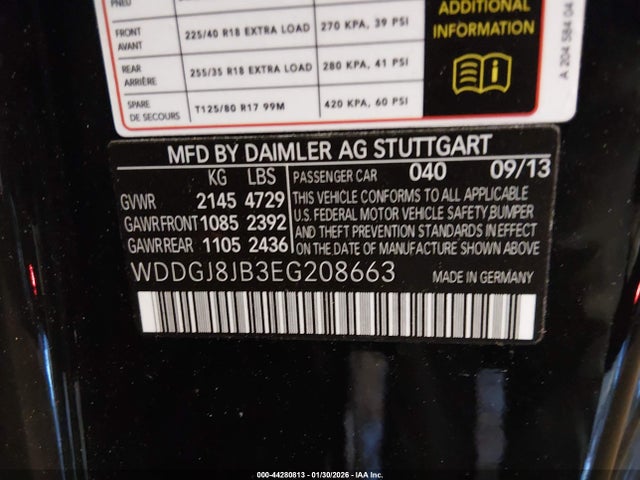 PNEU
FRONT
AVANT
225/40 R18 EXTRA LOAD
270 KPA, 39 PSI
REAR
ARRIÈRE
255/35 R18 EXTRA LOAD
280 KPA, 41 PSI
SPARE
DE SECOURS
T125/80 R17 99M
420 KPA, 60 PSI
ADDITIONAL
INFORMATION
A 204 584 04
MFD BY DAIMLER AG STUTTGART
KG LBS
GVWR 2145 4729
GAWR FRONT 1085 2392
GAWR REAR 1105 2436
PASSENGER CAR 040 09/13
THIS VEHICLE CONFORMS TO ALL APPLICABLE
U.S. FEDERAL MOTOR VEHICLE SAFETY, BUMPER
AND THEFT PREVENTION STANDARDS IN EFFECT
ON THE DATE OF MANUFACTURE SHOWN ABOVE
WDDGJ8JB3EG208663
MADE IN GERMANY
000-44280813 - 01/30/2026 - IAA Inc.